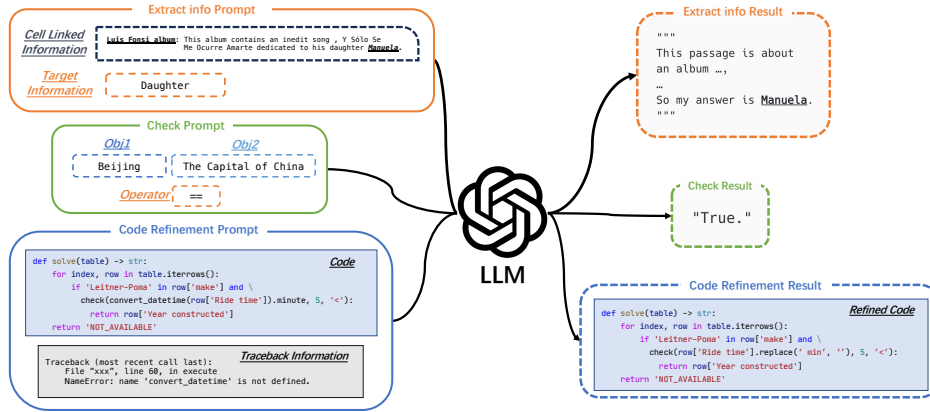 Extract info Prompt
Cell Linked
Information
Luis Fonsi album: This album contains an inedit song , Y Sólo Se
Me Ocurre Amarte dedicated to his daughter Manuela.
Target
Information
Daughter
Check Prompt
Obj1
Obj2
Beijing
The Capital of China
Operator
==
Code Refinement Prompt
Code
def solve(table) -> str:
for index, row in table.iterrows():
if 'Leitner-Poma' in row['make'] and \
check(convert_datetime(row['Ride time']).minute, 5, '<'):
return row['Year constructed']
return 'NOT_AVAILABLE'
Traceback Information
Traceback (most recent call last):
File “xxx”, line 60, in execute
NameError: name 'convert_datetime' is not defined.
LLM
Extract info Result
"""
This passage is about
an album …,
…
So my answer is Manuela.
"""
Check Result
"True."
Code Refinement Result
Refined Code
def solve(table) -> str:
for index, row in table.iterrows():
if 'Leitner-Poma' in row['make'] and \
check(row[‘Ride time’].replace(’ min’, ‘’), 5, ’<’):
return row['Year constructed']
return 'NOT_AVAILABLE'